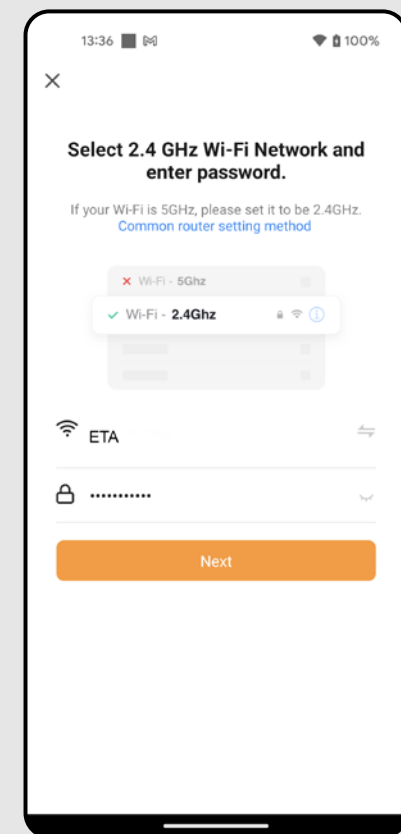 13:36 100%
Select 2.4 GHz Wi-Fi Network and
enter password.
If your Wi-Fi is 5GHz, please set it to be 2.4GHz.
Common router setting method
Wi-Fi - 5Ghz
Wi-Fi - 2.4Ghz
ETA
•••••••••••
Next